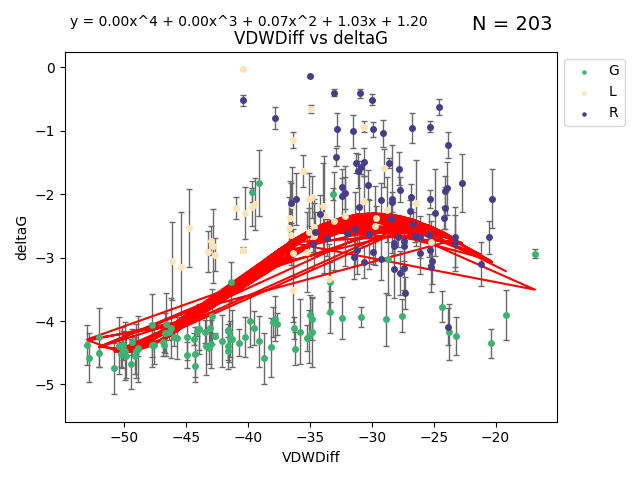 y = 0.00x^4 + 0.00x^3 + 0.07x^2 + 1.03x + 1.20
N = 203
VDWDiff vs deltaG
G
L
R
0
−1
−2
−3
−4
−5
deltaG
−50
−45
−40
−35
−30
−25
−20
VDWDiff